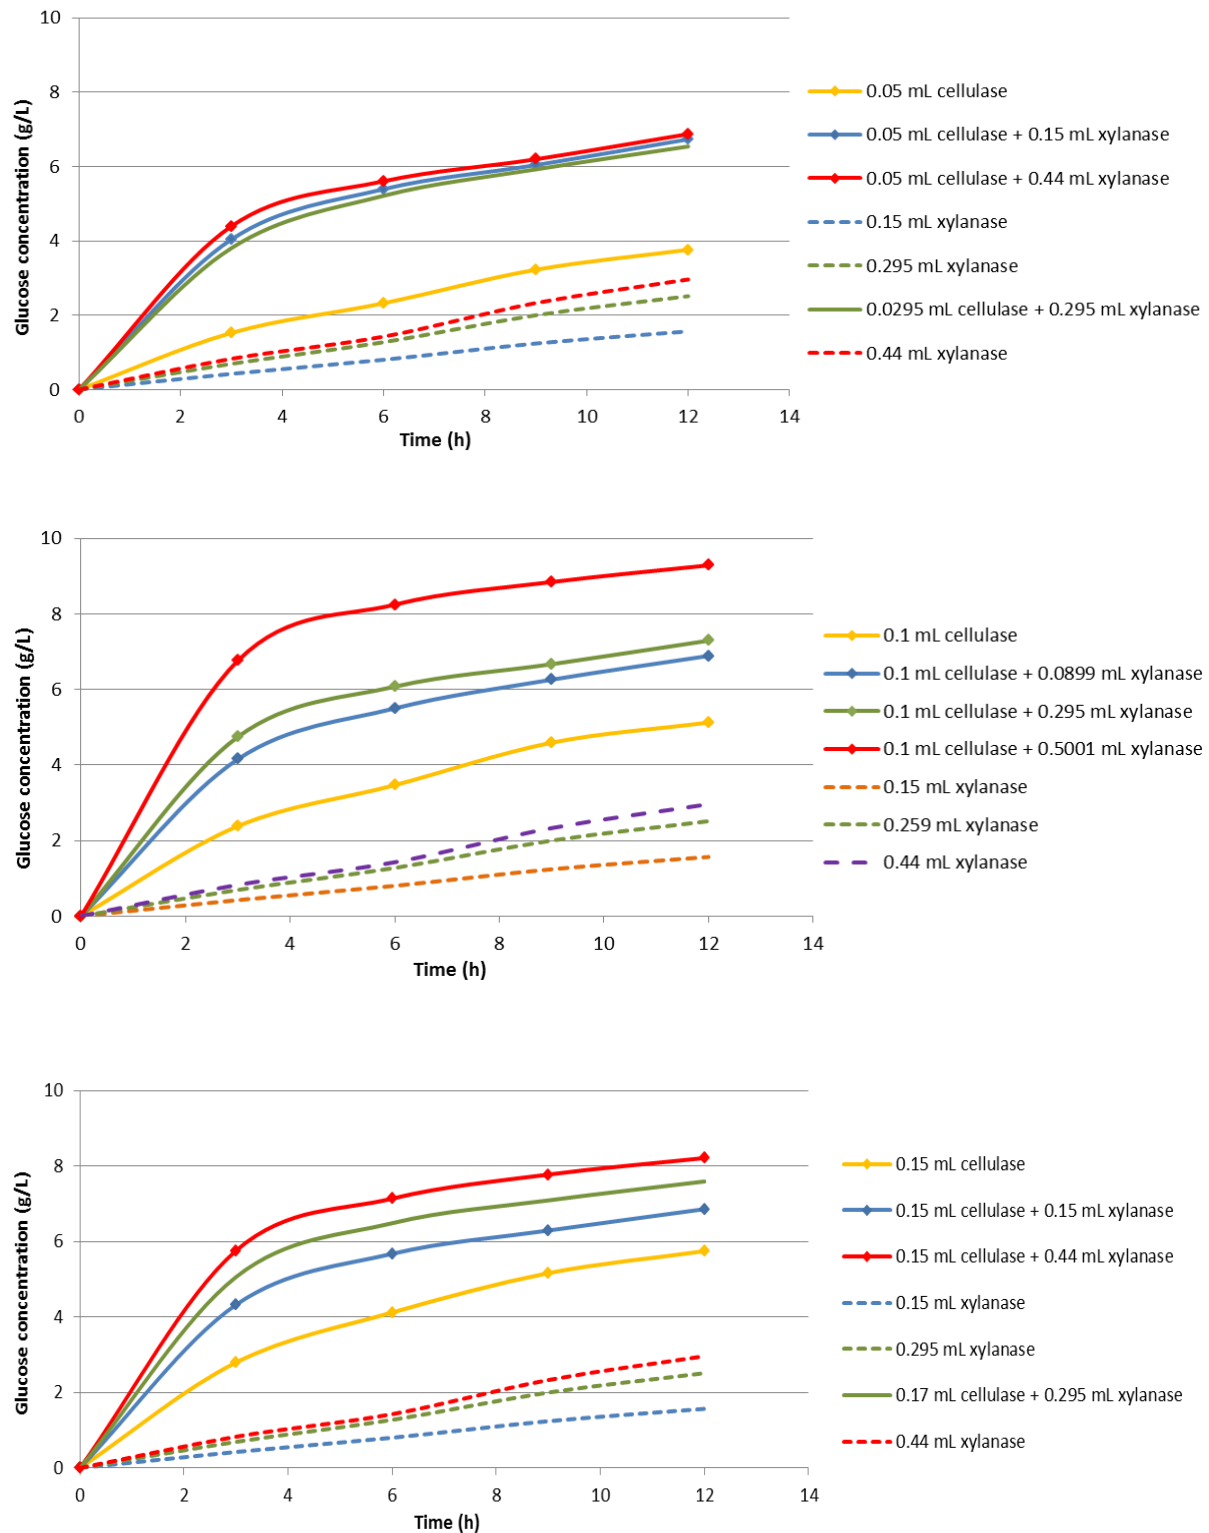 10
8
6
4
2
0
Glucose concentration (g/L)
0 2 4 6 8 10 12 14
Time (h)
0.05 mL cellulase
0.05 mL cellulase + 0.15 mL xylanase
0.05 mL cellulase + 0.44 mL xylanase
0.15 mL xylanase
0.295 mL xylanase
0.0295 mL cellulase + 0.295 mL xylanase
0.44 mL xylanase
10
8
6
4
2
0
Glucose concentration (g/L)
0 2 4 6 8 10 12 14
Time (h)
0.1 mL cellulase
0.1 mL cellulase + 0.0899 mL xylanase
0.1 mL cellulase + 0.295 mL xylanase
0.1 mL cellulase + 0.5001 mL xylanase
0.15 mL xylanase
0.259 mL xylanase
0.44 mL xylanase
10
8
6
4
2
0
Glucose concentration (g/L)
0 2 4 6 8 10 12 14
Time (h)
0.15 mL cellulase
0.15 mL cellulase + 0.15 mL xylanase
0.15 mL cellulase + 0.44 mL xylanase
0.15 mL xylanase
0.295 mL xylanase
0.17 mL cellulase + 0.295 mL xylanase
0.44 mL xylanase